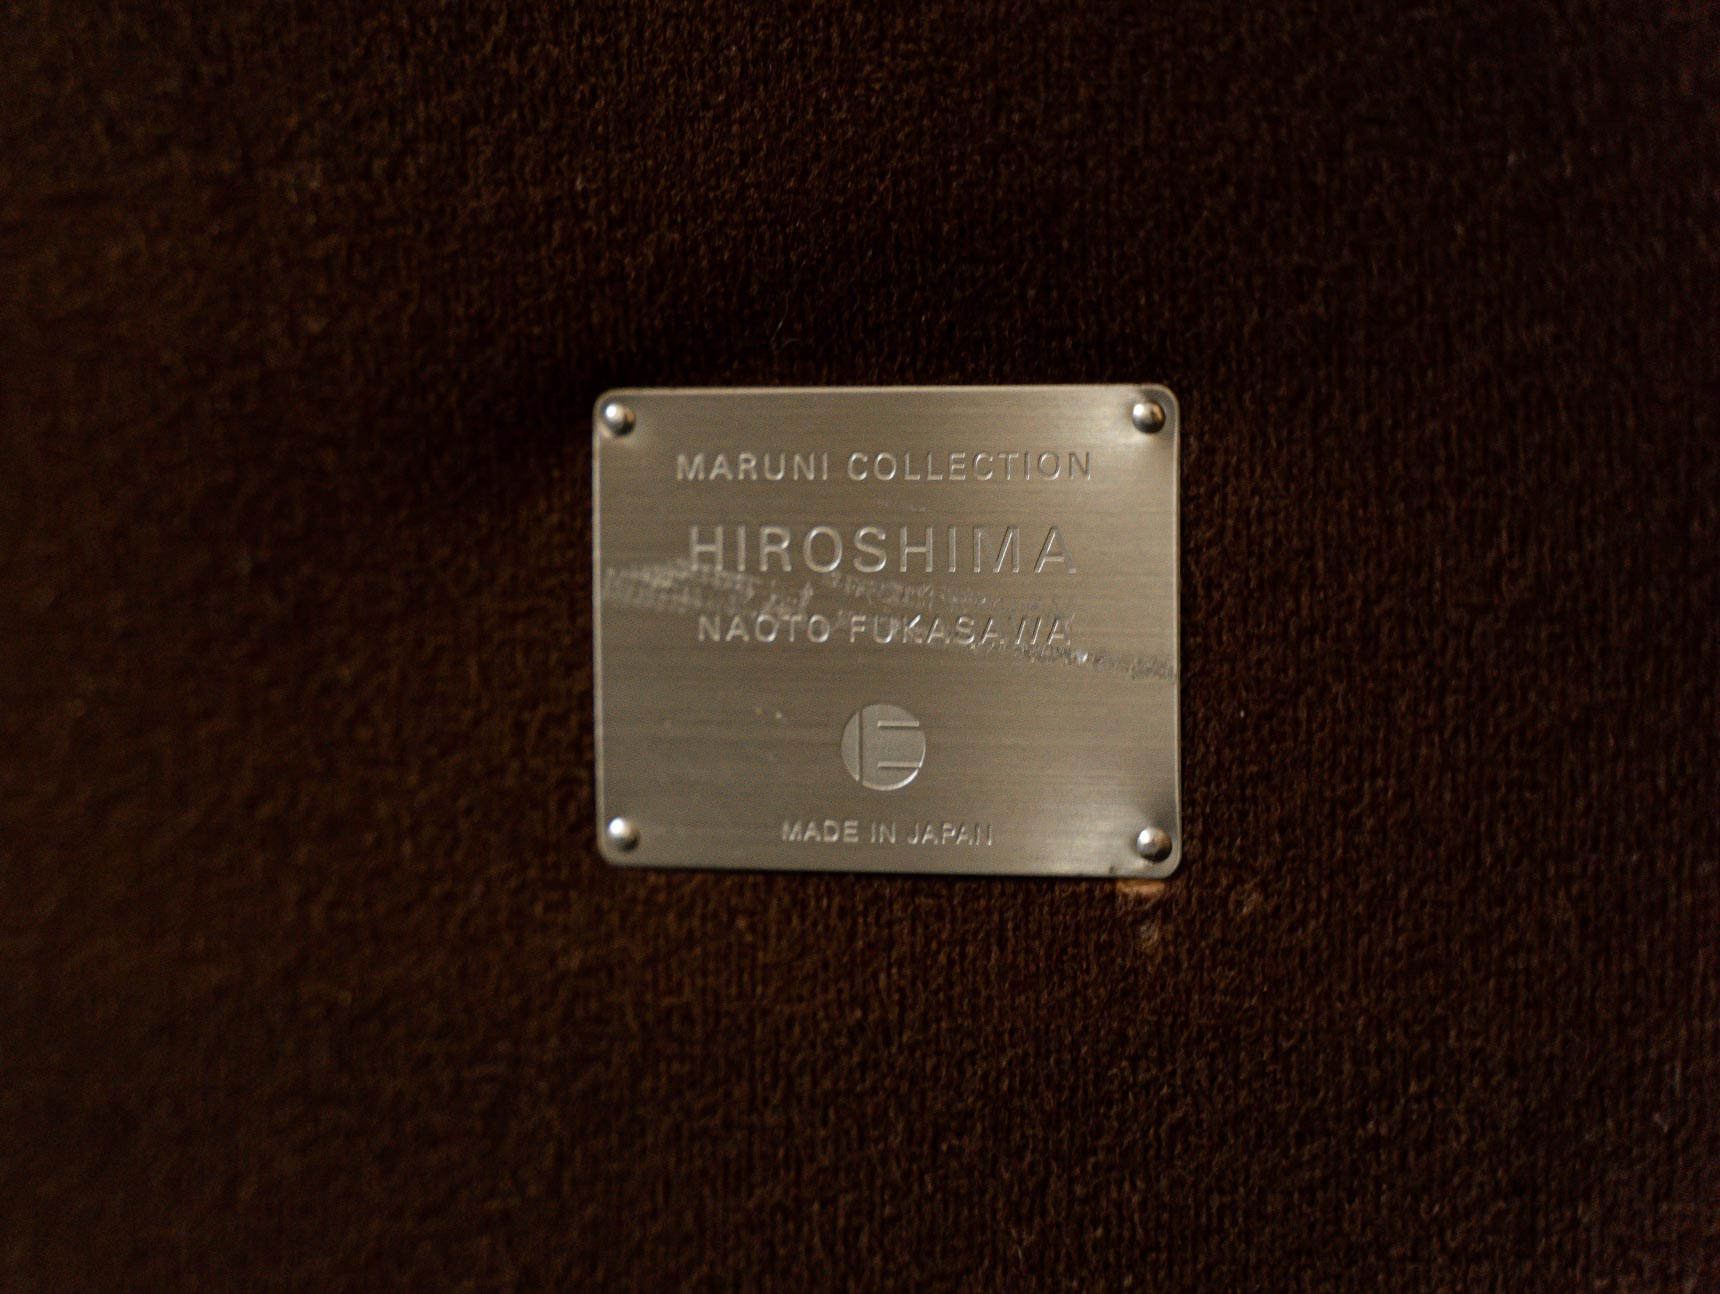 MARUNI COLLECTION
HIROSHIMA
NAOTO FUKASAWA
MADE IN JAPAN